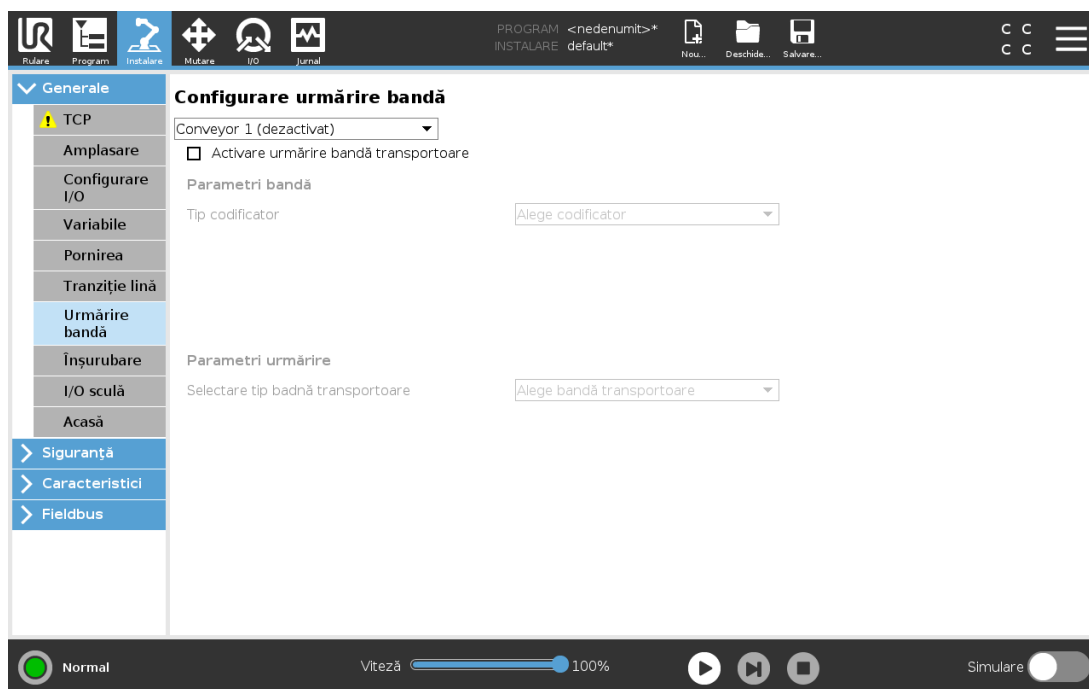 UR
Rulare
Program
Instalare
Mutare
I/O
Jurnal
PROGRAM <nedenumit>*
INSTALARE default*
Nou...
Deschide...
Salvare...
C C
C C
Generale
TCP
Amplasare
Configurare
I/O
Variabile
Pornirea
Tranziție lină
Urmărire
bandă
Înșurubare
I/O sculă
Acasă
Siguranță
Caracteristici
Fieldbus
Configurare urmărire bandă
Conveyor 1 (dezactivat)
Activare urmărire bandă transportoare
Parametri bandă
Tip codificator
Alege codificator
Parametri urmărire
Selectare tip badnă transportoare
Alege bandă transportoare
Normal
Viteză
100%
Simulare